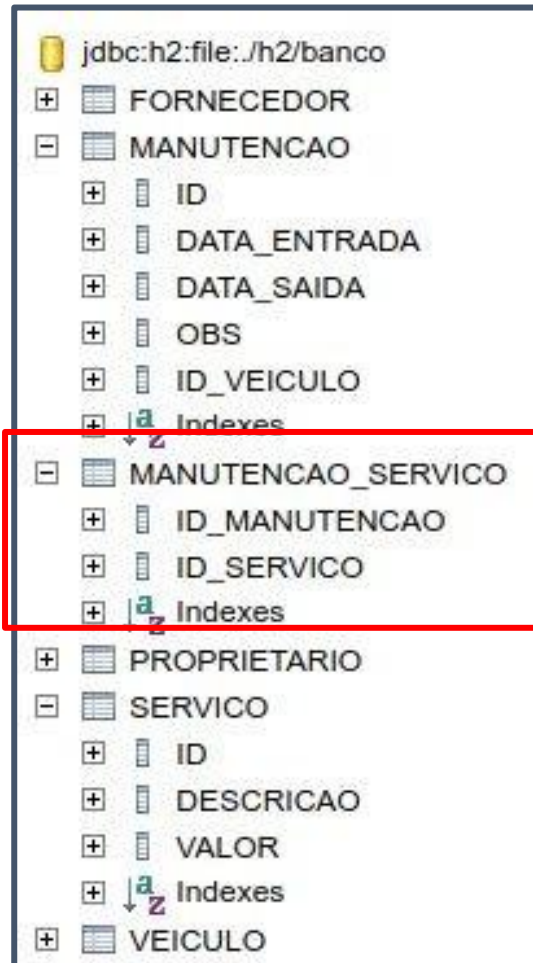 jdbc:h2:file:./h2/banco
FORNECEDOR
MANUTENCAO
ID
DATA_ENTRADA
DATA_SAIDA
OBS
ID_VEICULO
Indexes
MANUTENCAO_SERVICO
ID_MANUTENCAO
ID_SERVICO
Indexes
PROPRIETARIO
SERVICO
ID
DESCRICAO
VALOR
Indexes
VEICULO